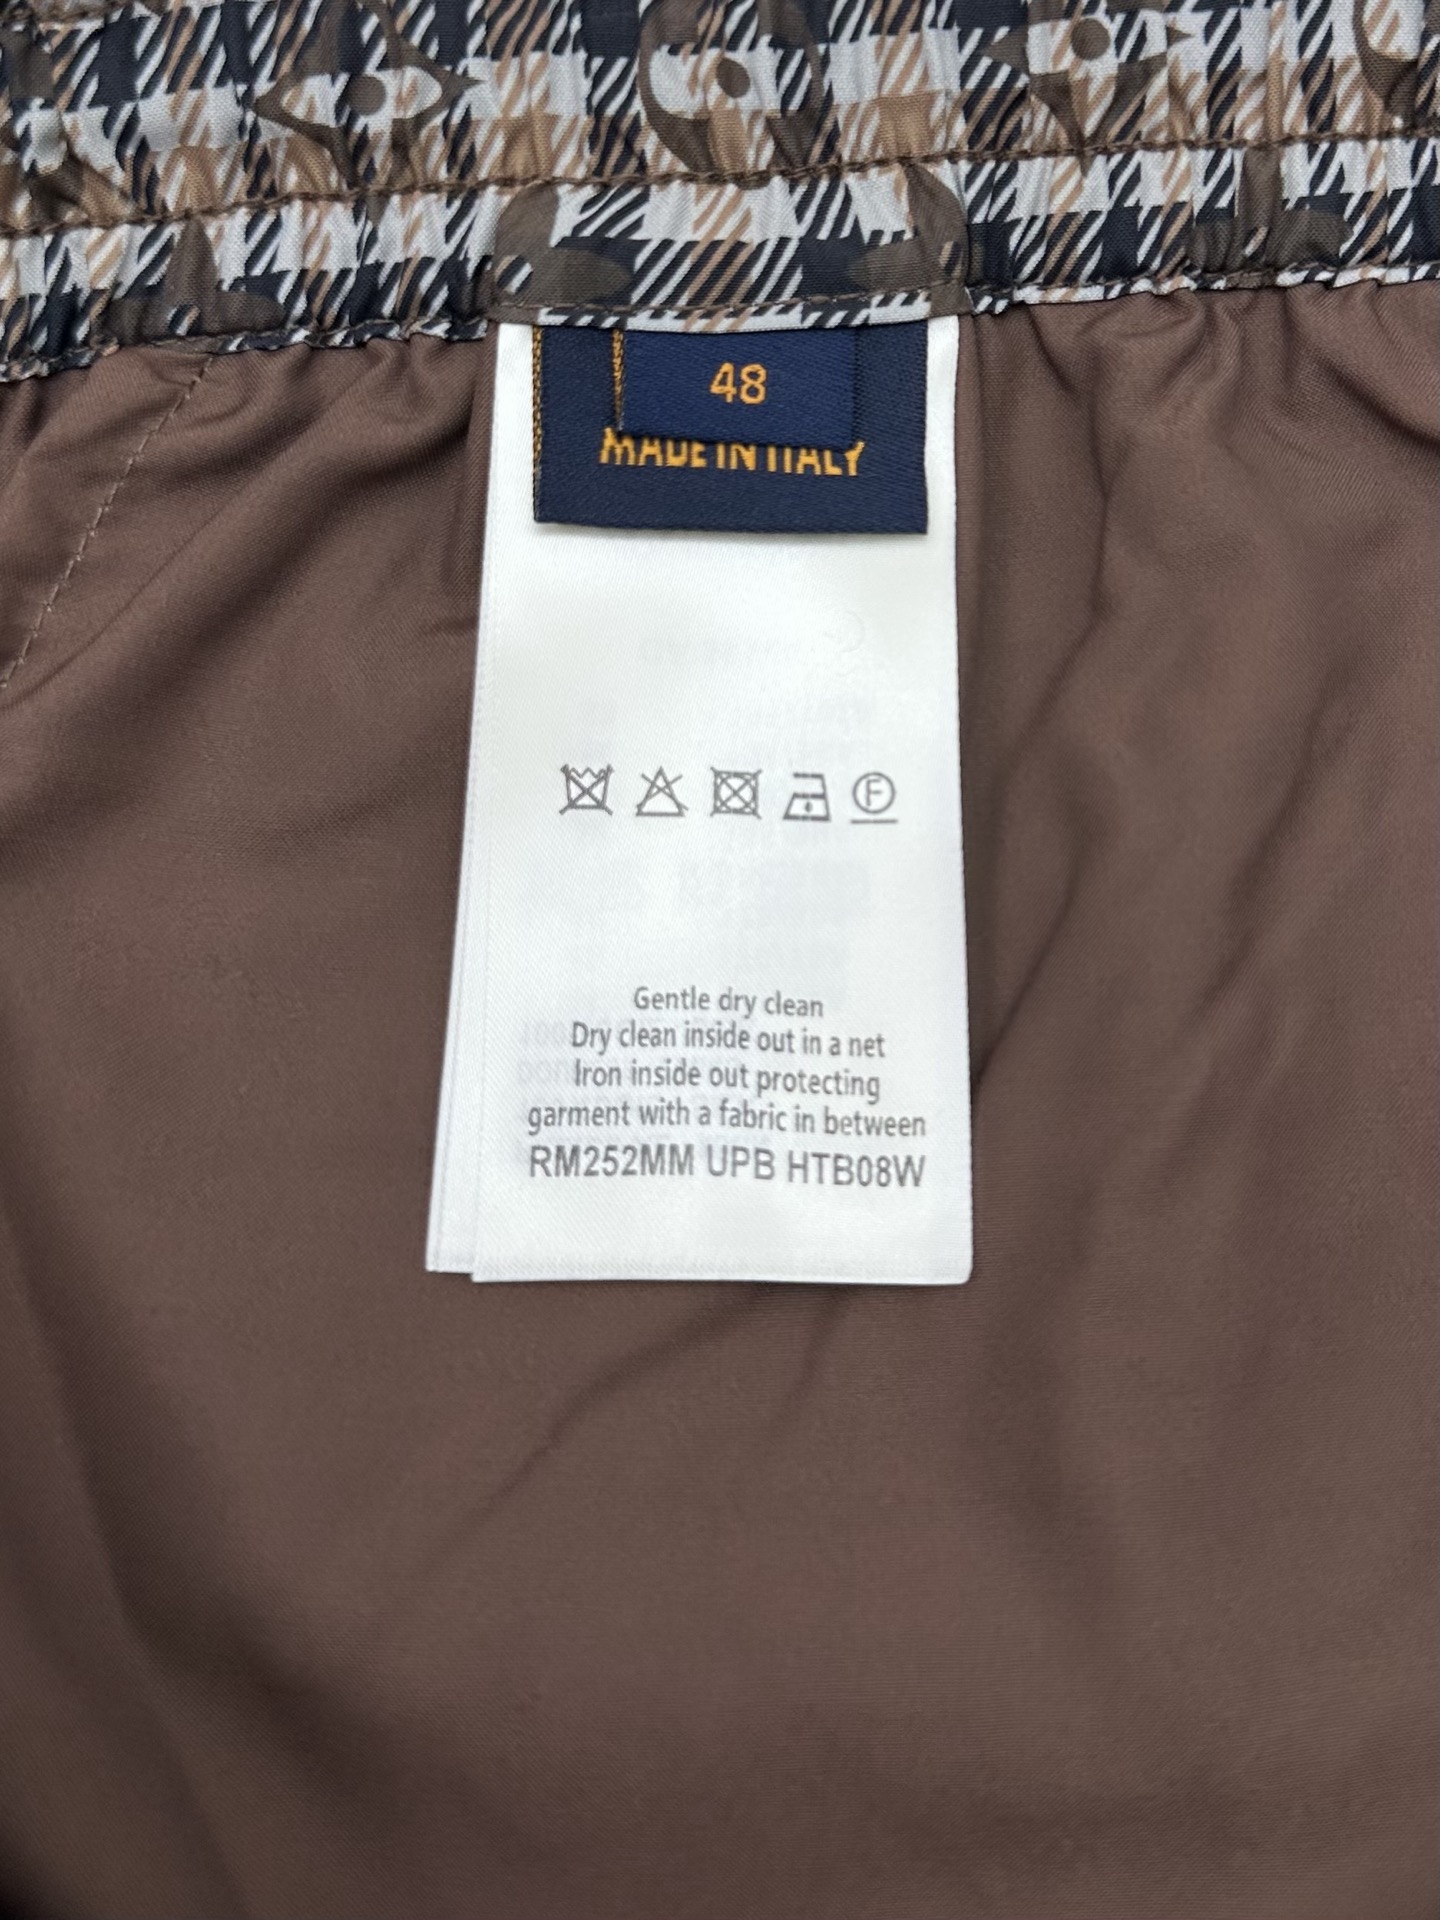 48
MADE IN ITALY
F
Gentle dry clean
Dry clean inside out in a net
Iron inside out protecting
garment with a fabric in between
RM252MM UPB HTB08W